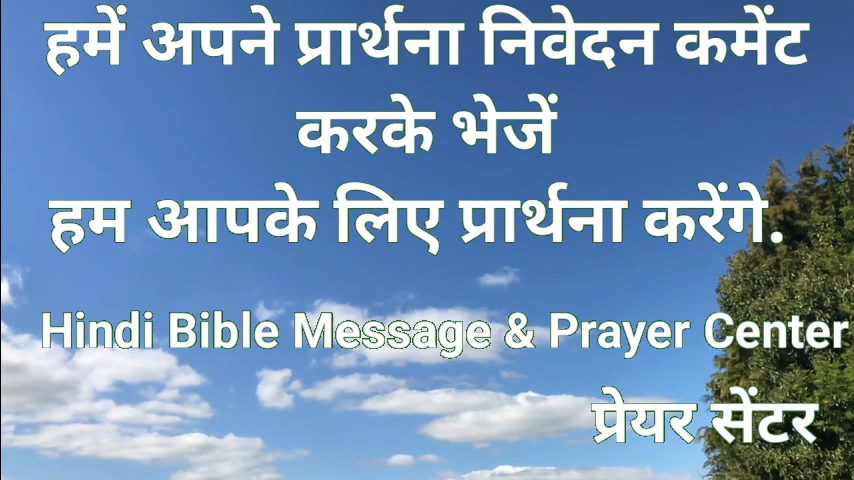 हमें अपने प्रार्थना निवेदन कमेंट
करके भेजें
हम आपके लिए प्रार्थना करेंगे.
Hindi Bible Message & Prayer Center
प्रेयर सेंटर